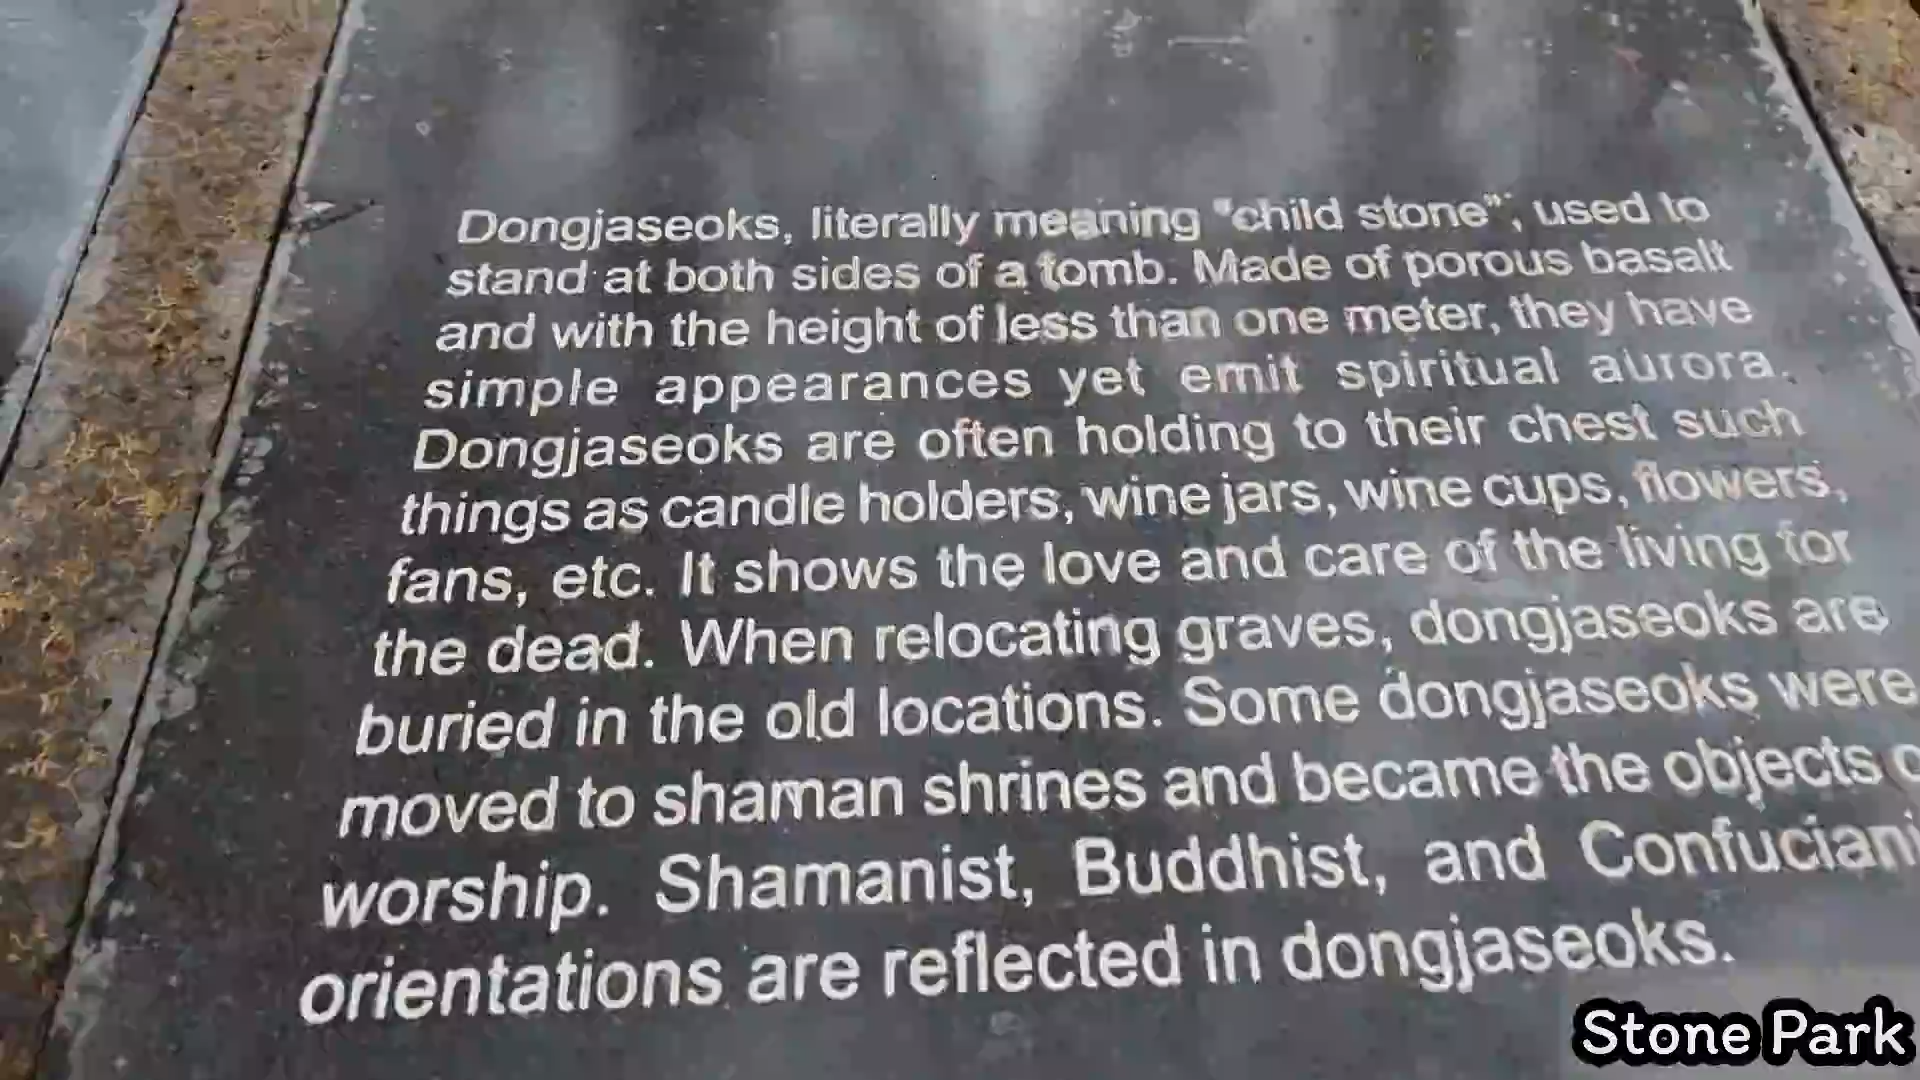 Dongjaseoks, literally meaning "child stone", used to
stand at both sides of a tomb. Made of porous basalt
and with the height of less than one meter, they have
simple appearances yet emit spiritual aurora.
Dongjaseoks are often holding to their chest such
things as candle holders, wine jars, wine cups, flowers,
fans, etc. It shows the love and care of the living for
the dead. When relocating graves, dongjaseoks are
buried in the old locations. Some dongjaseoks were
moved to shaman shrines and became the objects
worship. Shamanist, Buddhist, and
orientations are reflected in dongjaseoks.
Stone Park